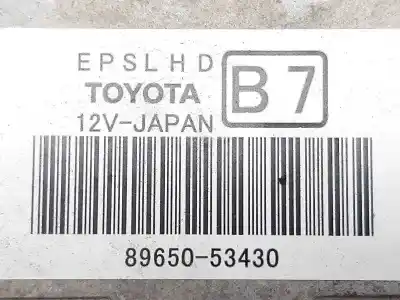 EPSLHD
TOYOTA
12V-JAPAN
B7
89650-53430